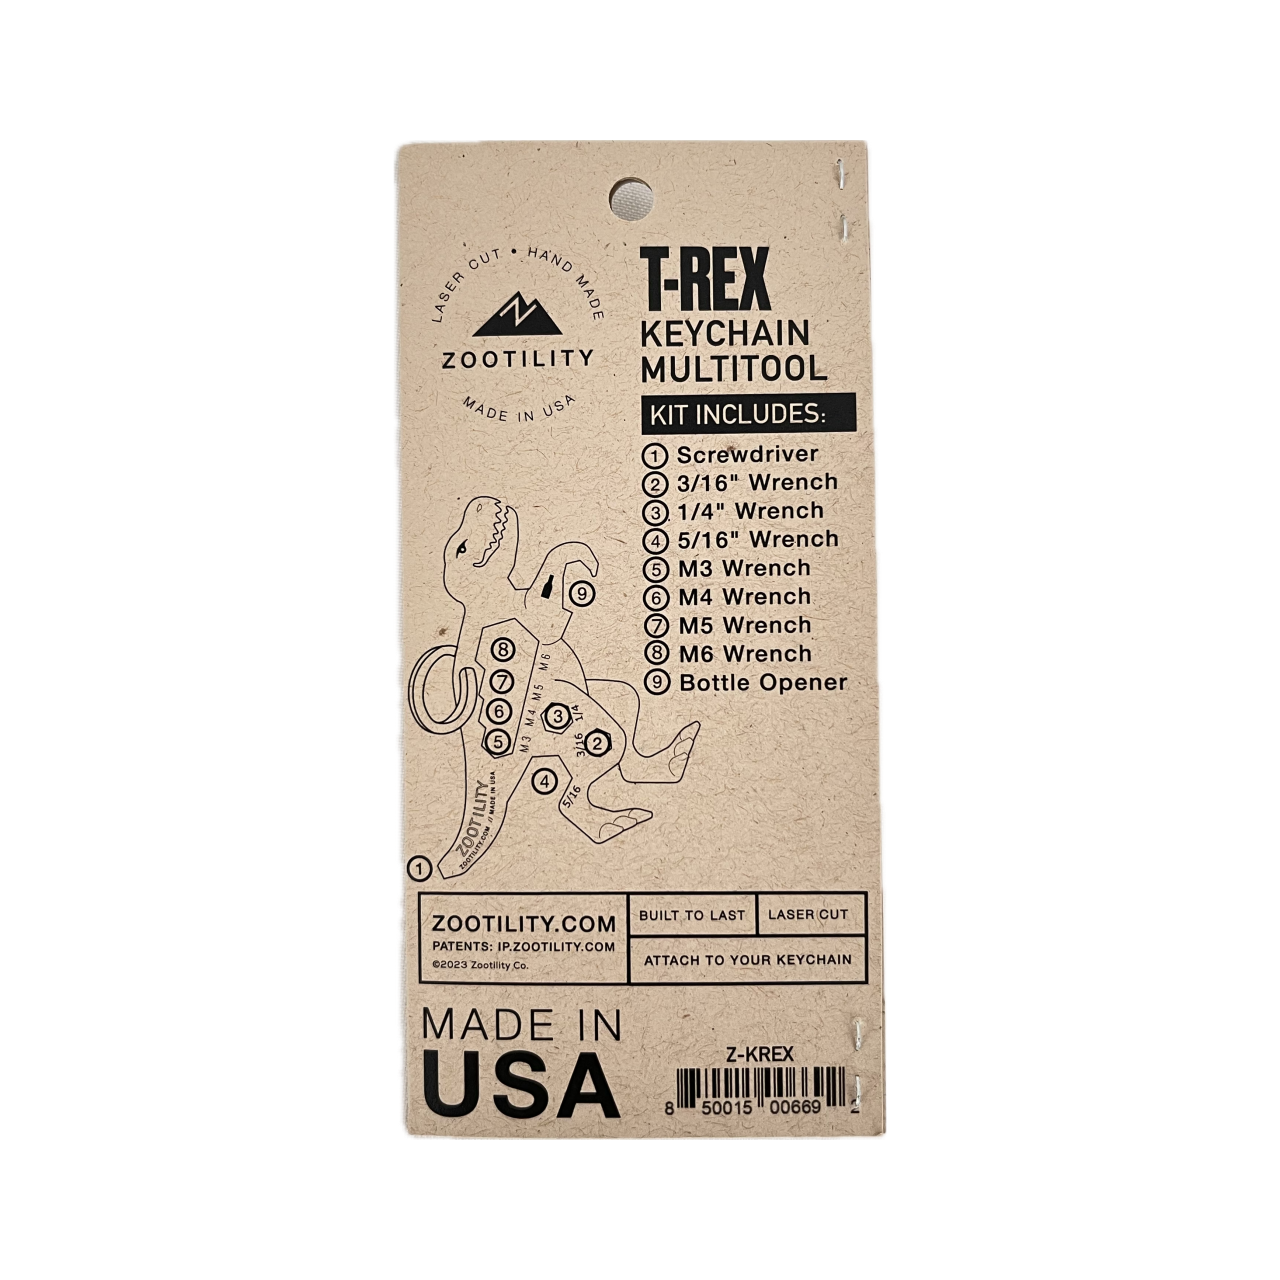 LASER CUT • HAND MADE
ZOOTILITY
MADE IN USA
T-REX
KEYCHAIN
MULTITOOL
KIT INCLUDES:
1 Screwdriver
2 3/16" Wrench
3 1/4" Wrench
4 5/16" Wrench
5 M3 Wrench
6 M4 Wrench
7 M5 Wrench
8 M6 Wrench
9 Bottle Opener
9
8
7
6
5
M3 M4 M5 M6
3
1/4
3/16
2
4
5/16
ZOOTILITY
ZOOTILITY.COM // MADE IN USA
1
ZOOTILITY.COM
PATENTS: IP.ZOOTILITY.COM
©2023 Zootility Co.
BUILT TO LAST
LASER CUT
ATTACH TO YOUR KEYCHAIN
MADE IN
USA
Z-KREX
8 50015 00669 2